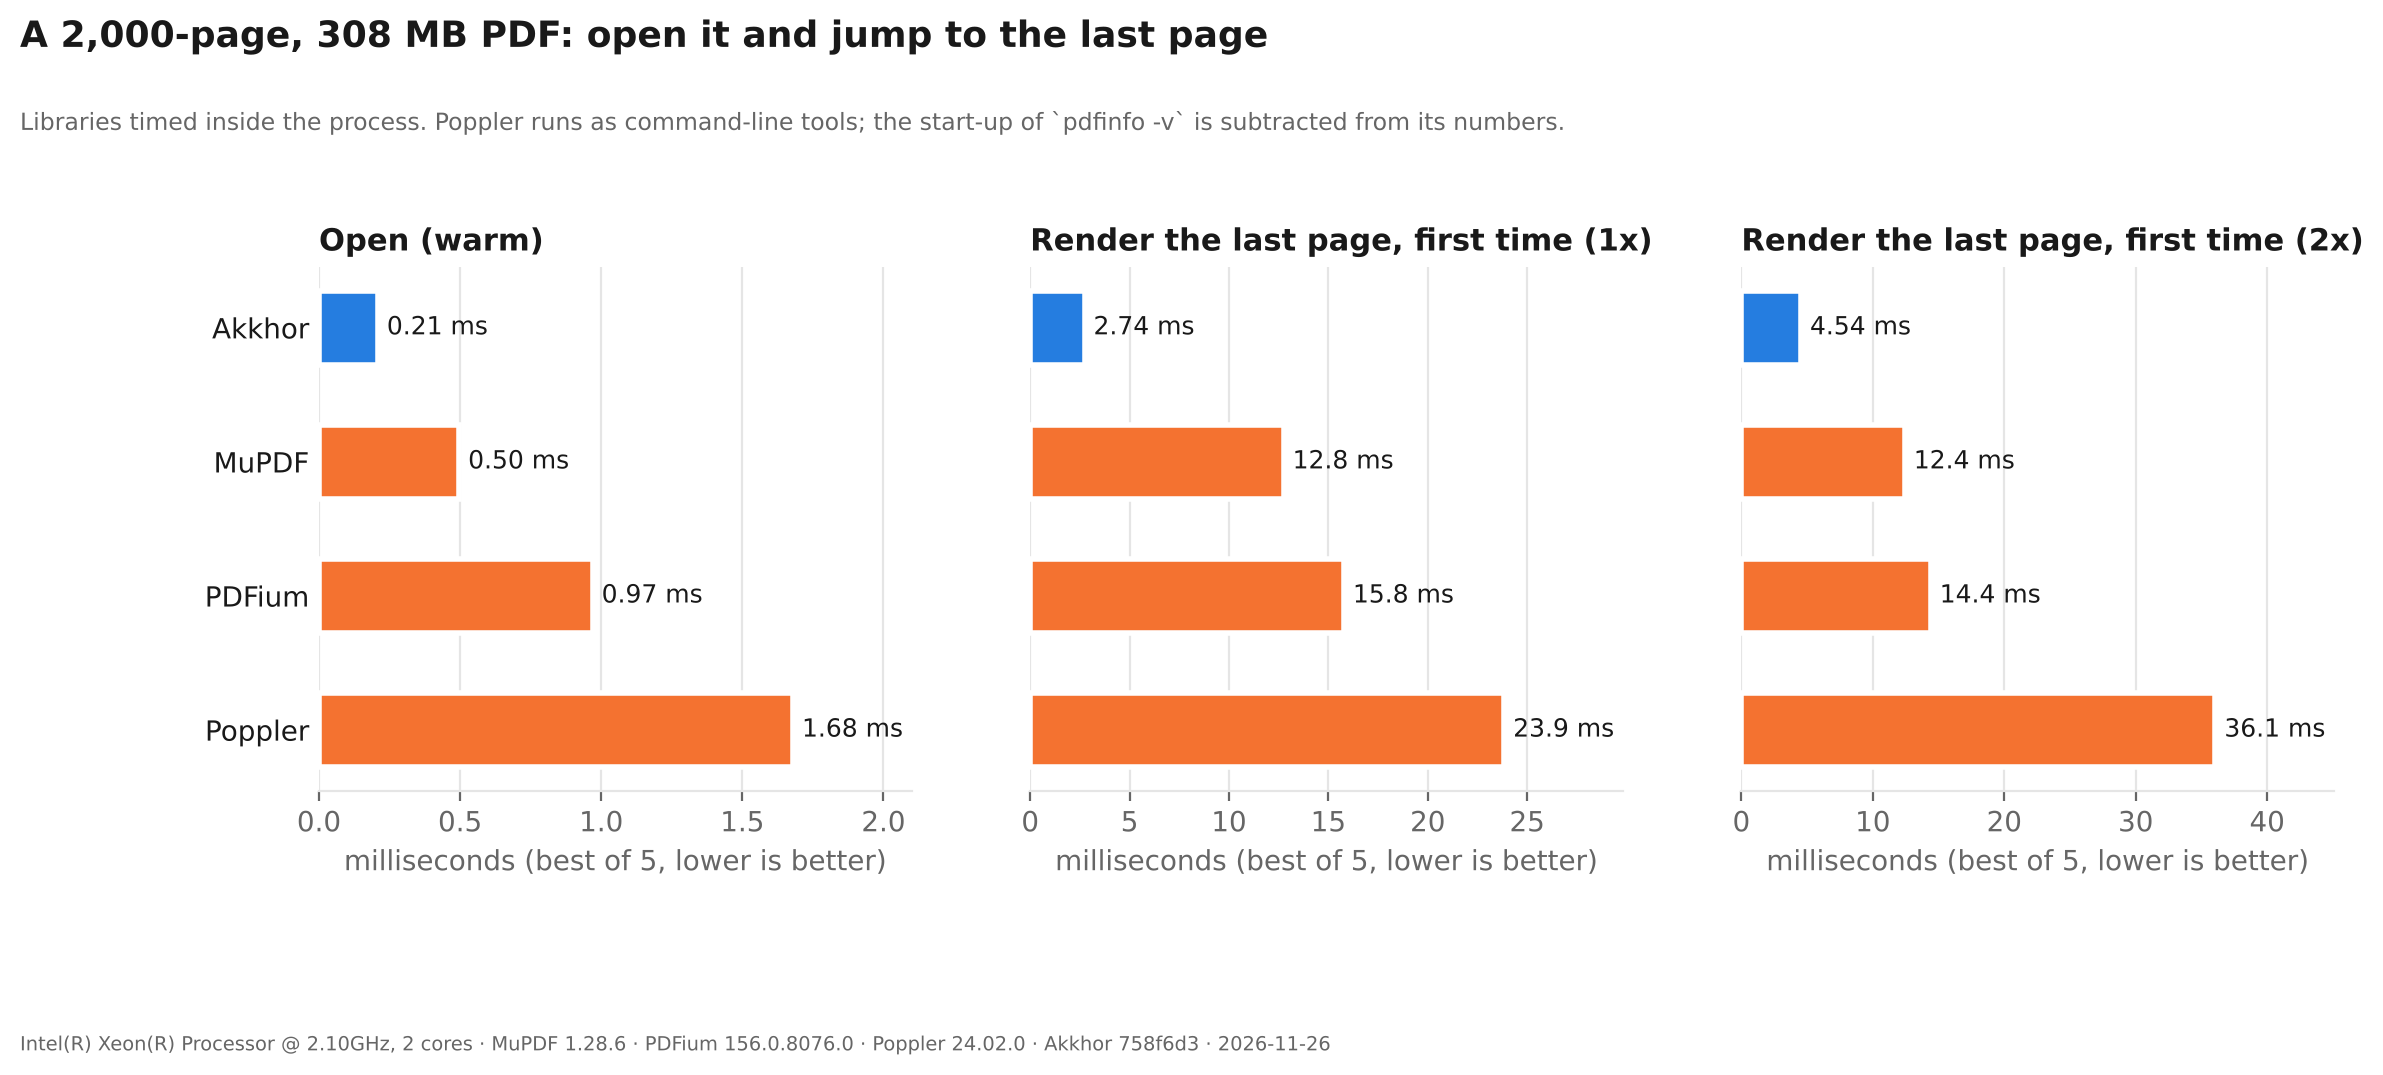 A 2,000-page, 308 MB PDF: open it and jump to the last page
Libraries timed inside the process. Poppler runs as command-line tools; the start-up of `pdfinfo -v` is subtracted from its numbers.
Open (warm)
Akkhor 0.21 ms
MuPDF 0.50 ms
PDFium 0.97 ms
Poppler 1.68 ms
0.0 0.5 1.0 1.5 2.0
milliseconds (best of 5, lower is better)
Render the last page, first time (1x)
2.74 ms
12.8 ms
15.8 ms
23.9 ms
0 5 10 15 20 25
milliseconds (best of 5, lower is better)
Render the last page, first time (2x)
4.54 ms
12.4 ms
14.4 ms
36.1 ms
0 10 20 30 40
milliseconds (best of 5, lower is better)
Intel(R) Xeon(R) Processor @ 2.10GHz, 2 cores · MuPDF 1.28.6 · PDFium 156.0.8076.0 · Poppler 24.02.0 · Akkhor 758f6d3 · 2026-11-26